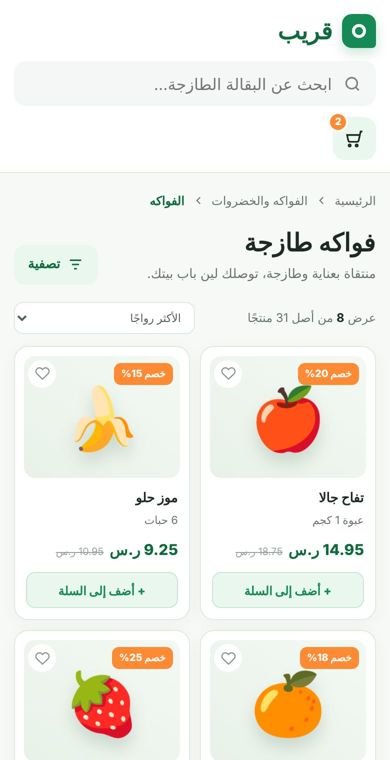 قريب
ابحث عن البقالة الطازجة...
2
الرئيسية › الفواكه والخضروات › الفواكه
فواكه طازجة
منتقاة بعناية وطازجة، توصلك لين باب بيتك.
تصفية
عرض 8 من أصل 31 منتجًا
الأكثر رواجًا
خصم 20%
تفاح جالا
عبوة 1 كجم
14.95 ر.س 18.75 ر.س
+ أضف إلى السلة
خصم 15%
موز حلو
6 حبات
9.25 ر.س 10.95 ر.س
+ أضف إلى السلة
خصم 18%
خصم 25%